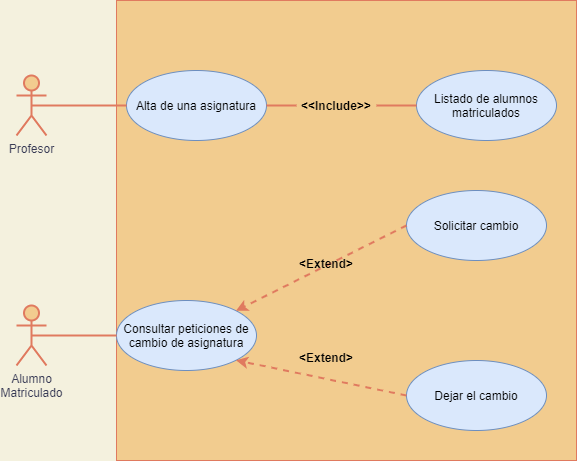 Profesor
Alta de una asignatura
<<Include>>
Listado de alumnos
matriculados
Solicitar cambio
<Extend>
Alumno
Matriculado
Consultar peticiones de
cambio de asignatura
<Extend>
Dejar el cambio